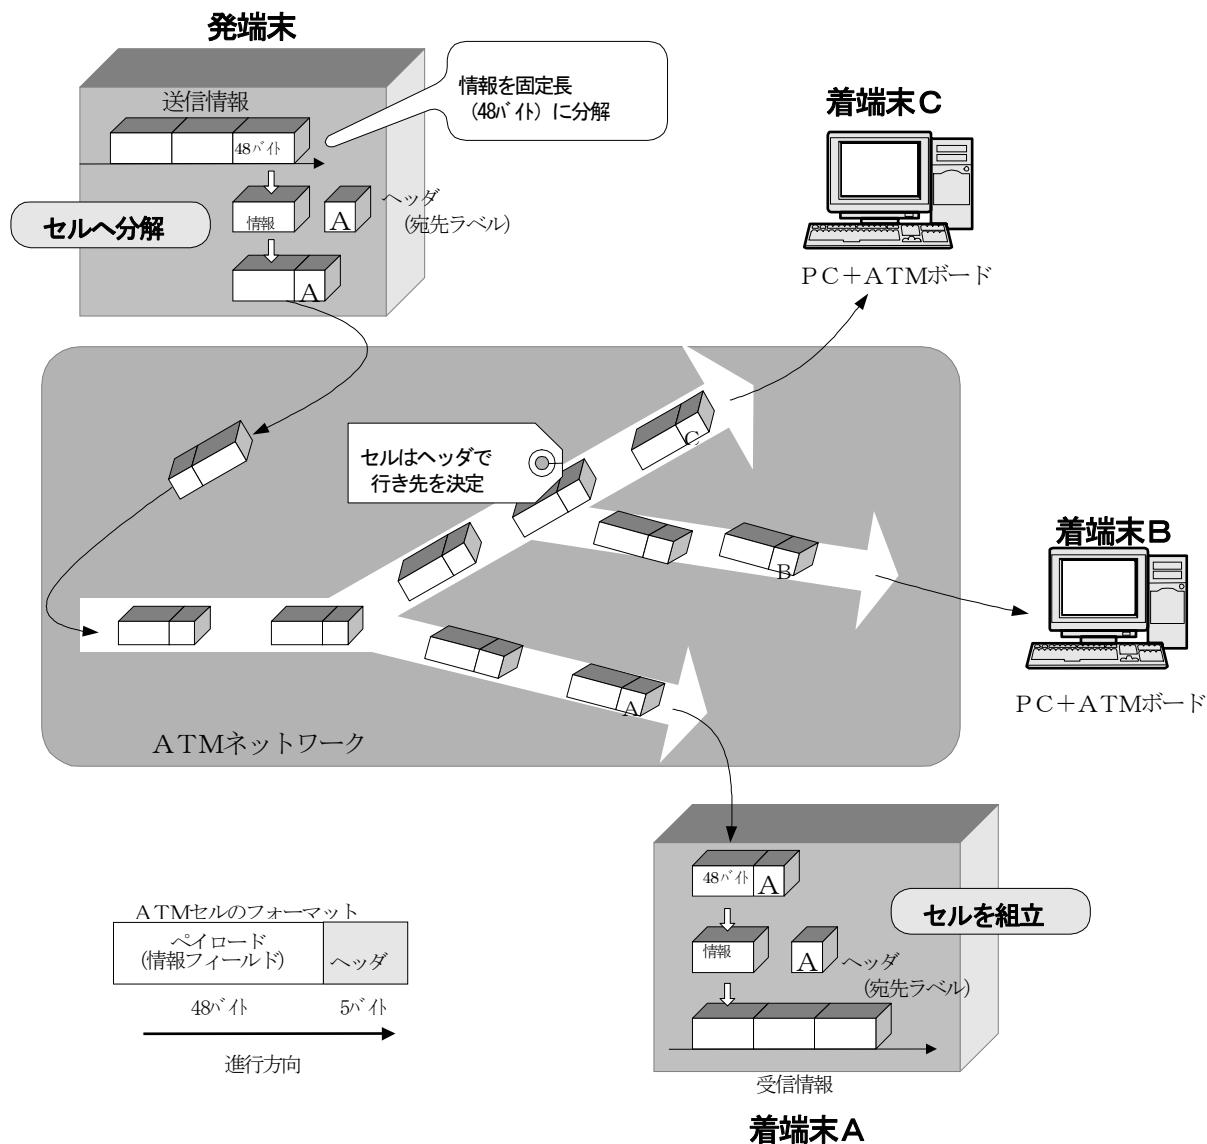 発端末
送信情報
48ﾊﾞｲﾄ
情報を固定長
(48ﾊﾞｲﾄ) に分解
セルへ分解
情報
A
ヘッダ
(宛先ラベル)
A
着端末C
PC+ATMボード
セルはヘッダで
行き先を決定
C
B
A
着端末B
PC+ATMボード
ATMネットワーク
48ﾊﾞｲﾄ
A
セルを組立
情報
A
ヘッダ
(宛先ラベル)
受信情報
着端末A
ATMセルのフォーマット
ペイロード
(情報フィールド)
ヘッダ
48ﾊﾞｲﾄ
5ﾊﾞｲﾄ
進行方向